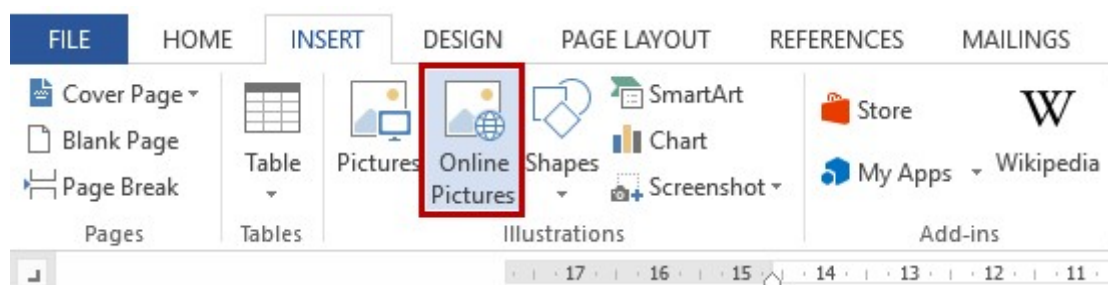 FILE HOME INSERT DESIGN PAGE LAYOUT REFERENCES MAILINGS
Cover Page
Blank Page
Page Break
Pages
Table
Tables
Pictures
Online
Pictures
Shapes
SmartArt
Chart
Screenshot
Illustrations
Store
My Apps
W
Wikipedia
Add-ins
17 16 15 14 13 12 11